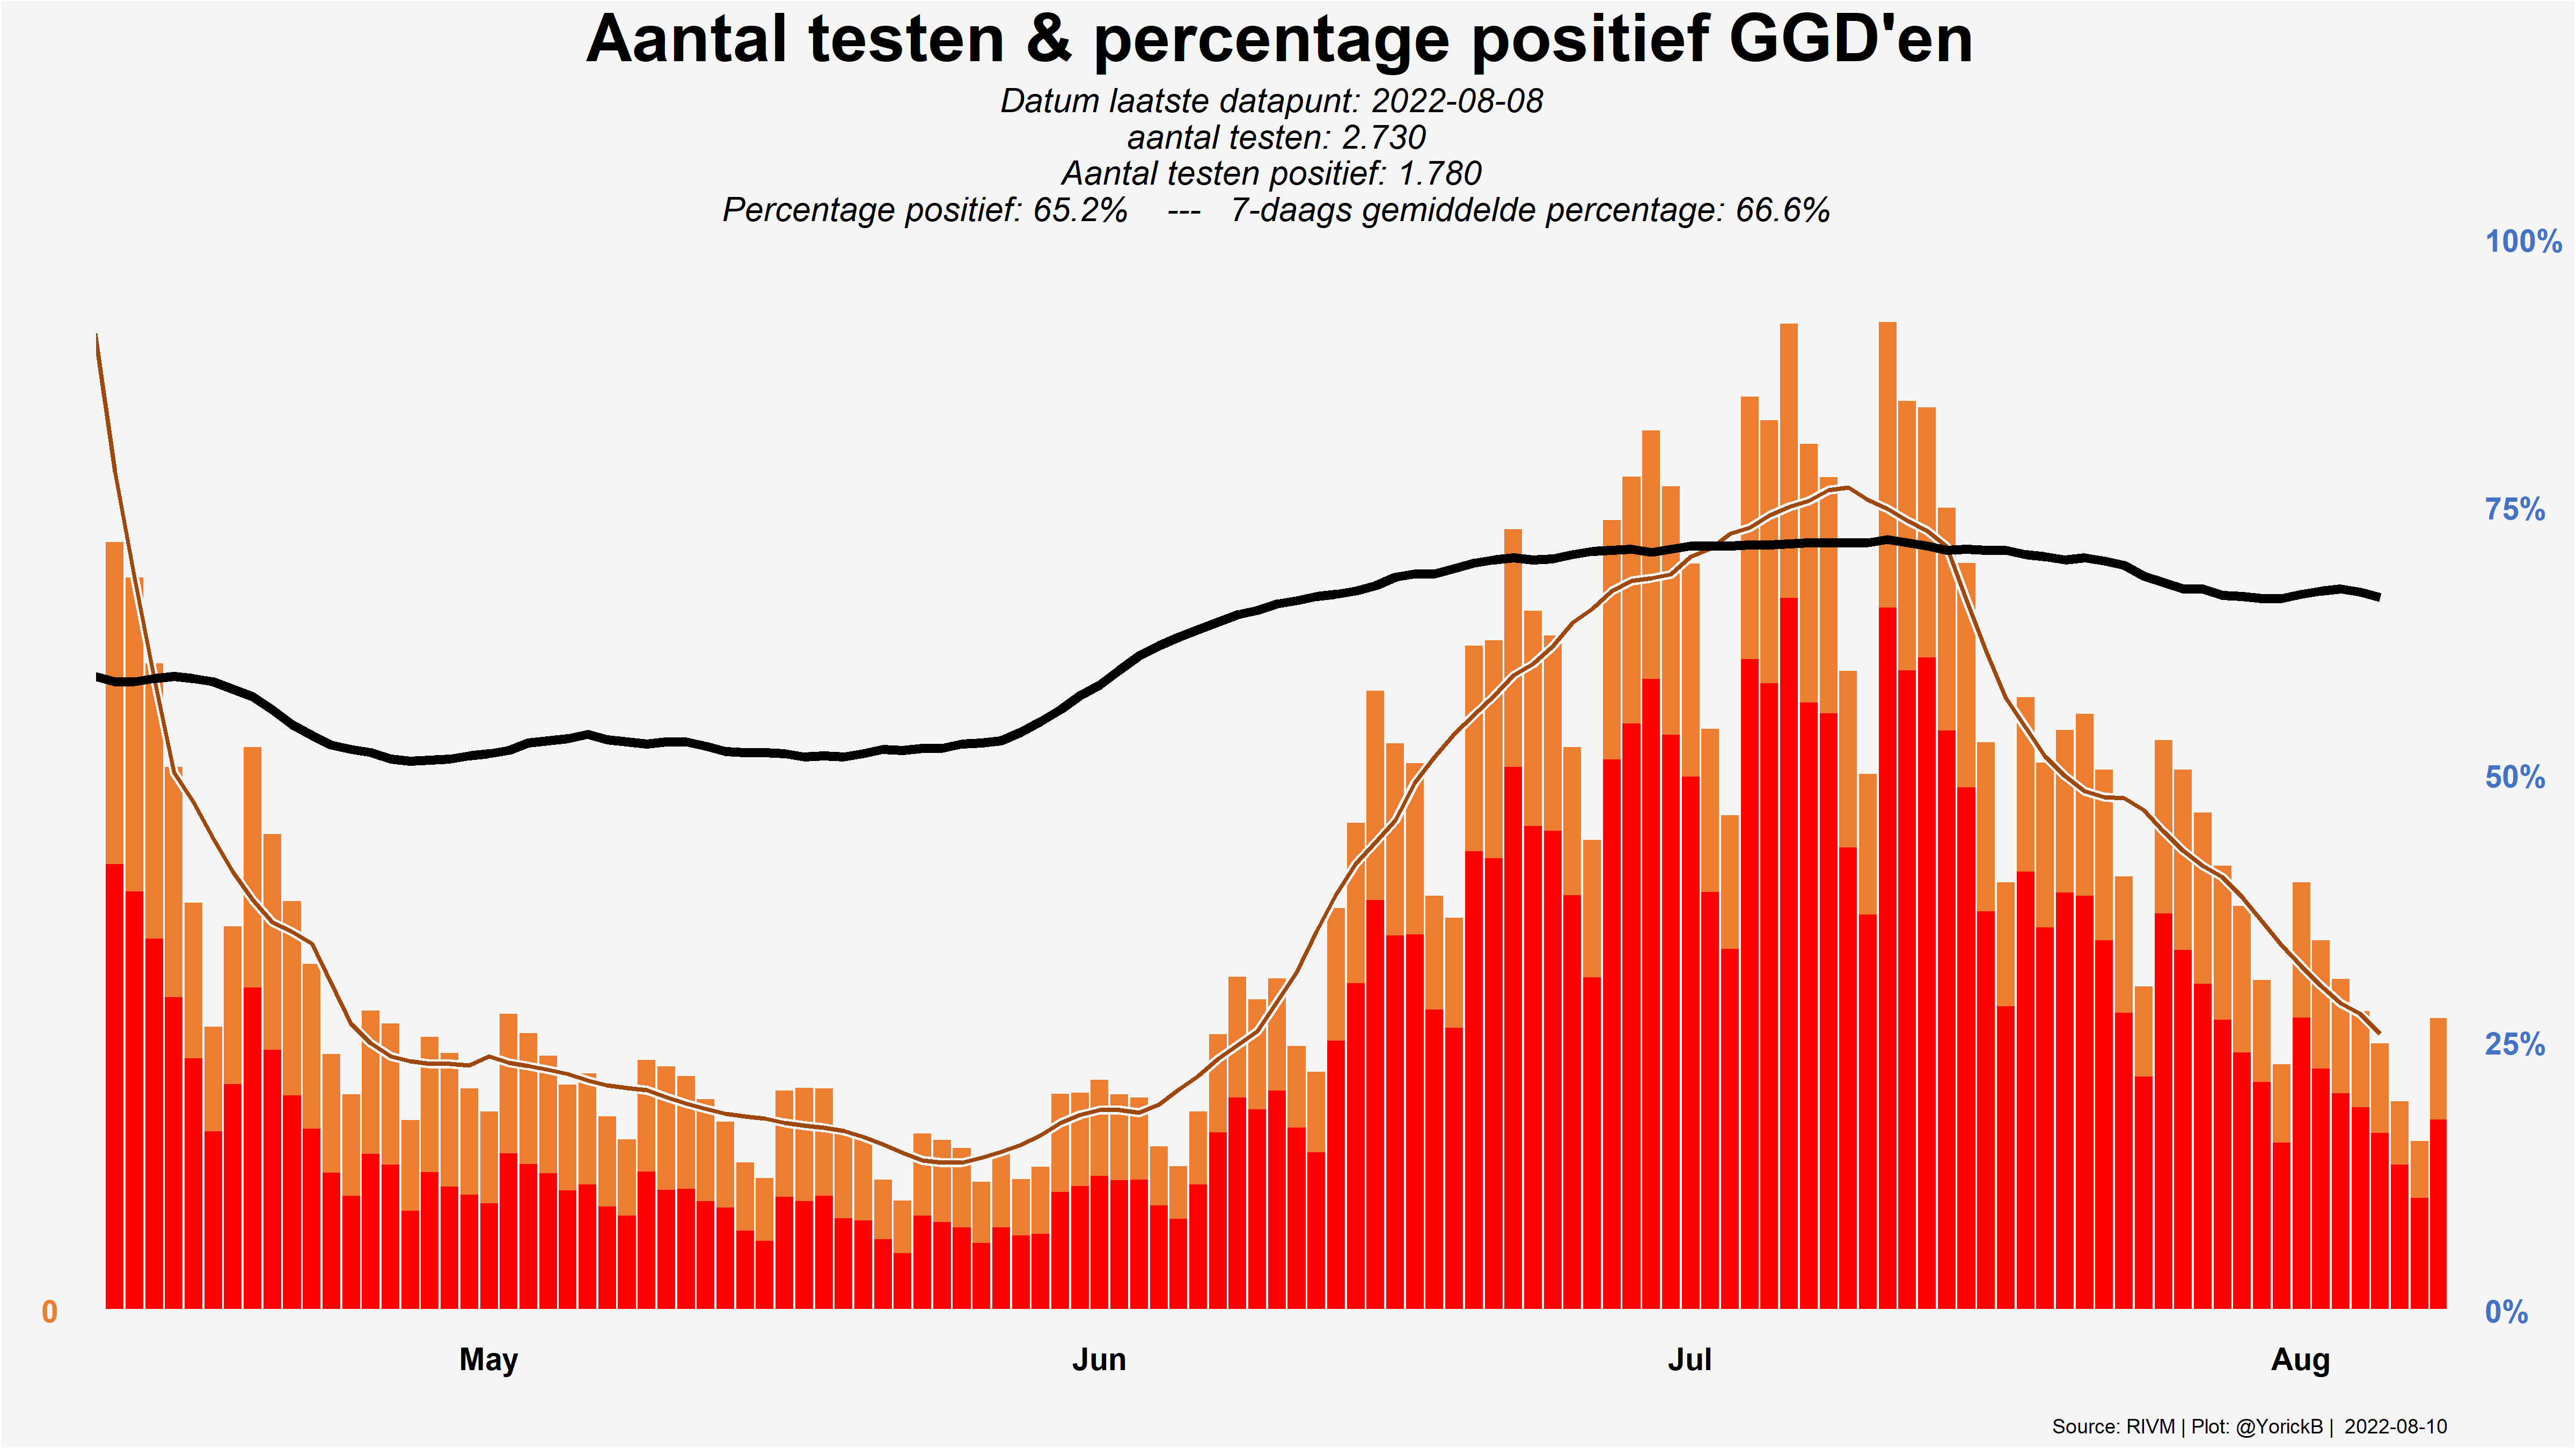 Aantal testen & percentage positief GGD'en
Datum laatste datapunt: 2022-08-08
aantal testen: 2.730
Aantal testen positief: 1.780
Percentage positief: 65.2% --- 7-daags gemiddelde percentage: 66.6%
100%
75%
50%
25%
0 0%
May Jun Jul Aug
Source: RIVM | Plot: @YorickB | 2022-08-10